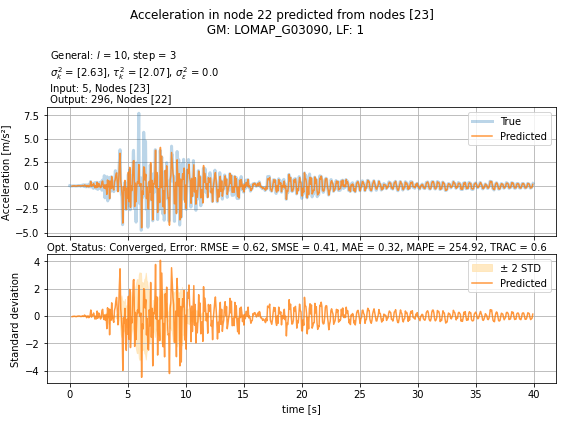 Acceleration in node 22 predicted from nodes [23]
GM: LOMAP_G03090, LF: 1
General: l = 10, step = 3
σ²ₖ = [2.63], τ²ₖ = [2.07], σ²ε = 0.0
Input: 5, Nodes [23]
Output: 296, Nodes [22]
Acceleration [m/s²]
7.5
5.0
2.5
0.0
−2.5
−5.0
True
Predicted
Opt. Status: Converged, Error: RMSE = 0.62, SMSE = 0.41, MAE = 0.32, MAPE = 254.92, TRAC = 0.6
Standard deviation
4
2
0
−2
−4
± 2 STD
Predicted
0 5 10 15 20 25 30 35 40
time [s]